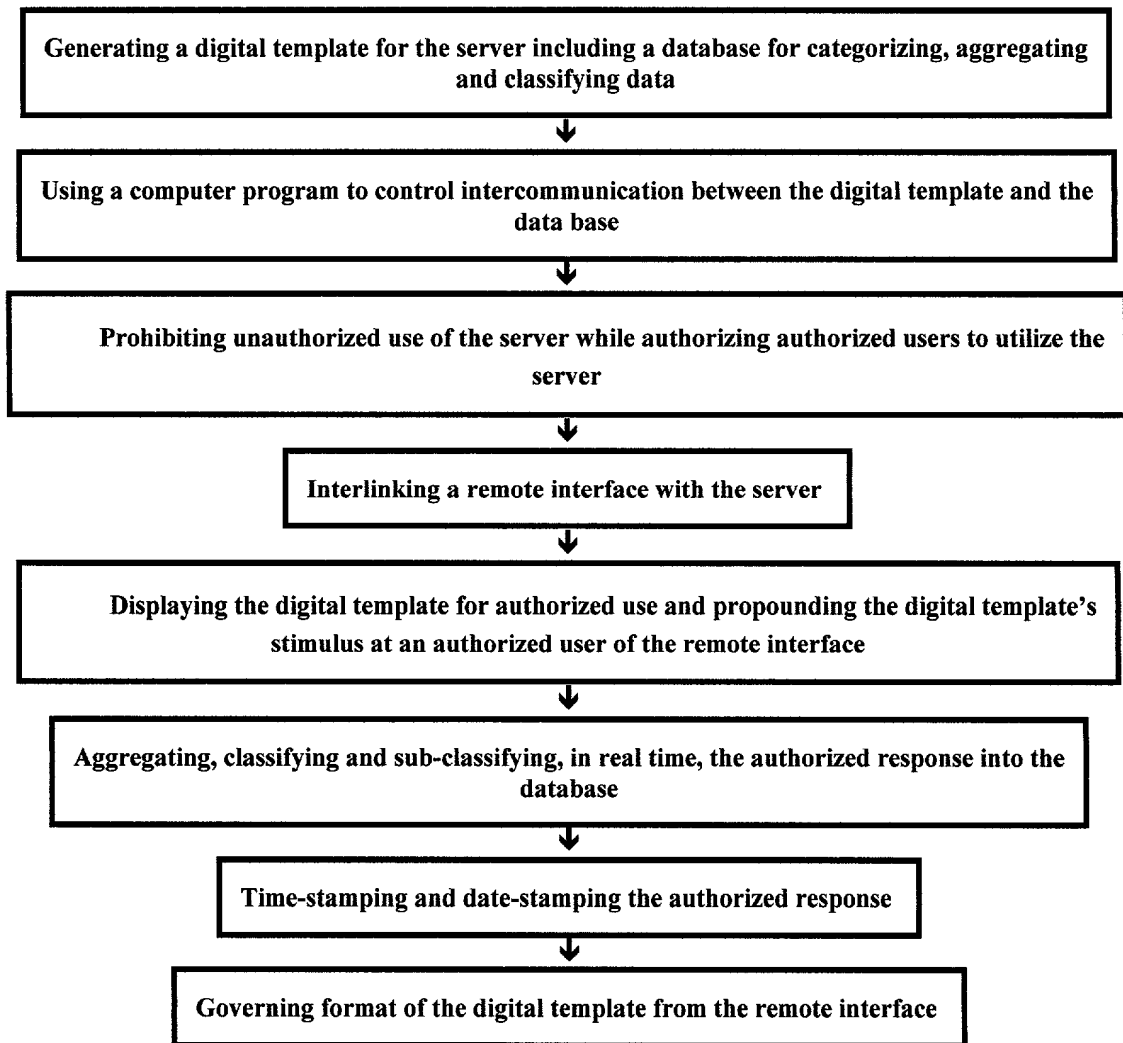 Generating a digital template for the server including a database for categorizing, aggregating
and classifying data
Using a computer program to control intercommunication between the digital template and the
data base
Prohibiting unauthorized use of the server while authorizing authorized users to utilize the
server
Interlinking a remote interface with the server
Displaying the digital template for authorized use and propounding the digital template's
stimulus at an authorized user of the remote interface
Aggregating, classifying and sub-classifying, in real time, the authorized response into the
database
Time-stamping and date-stamping the authorized response
Governing format of the digital template from the remote interface